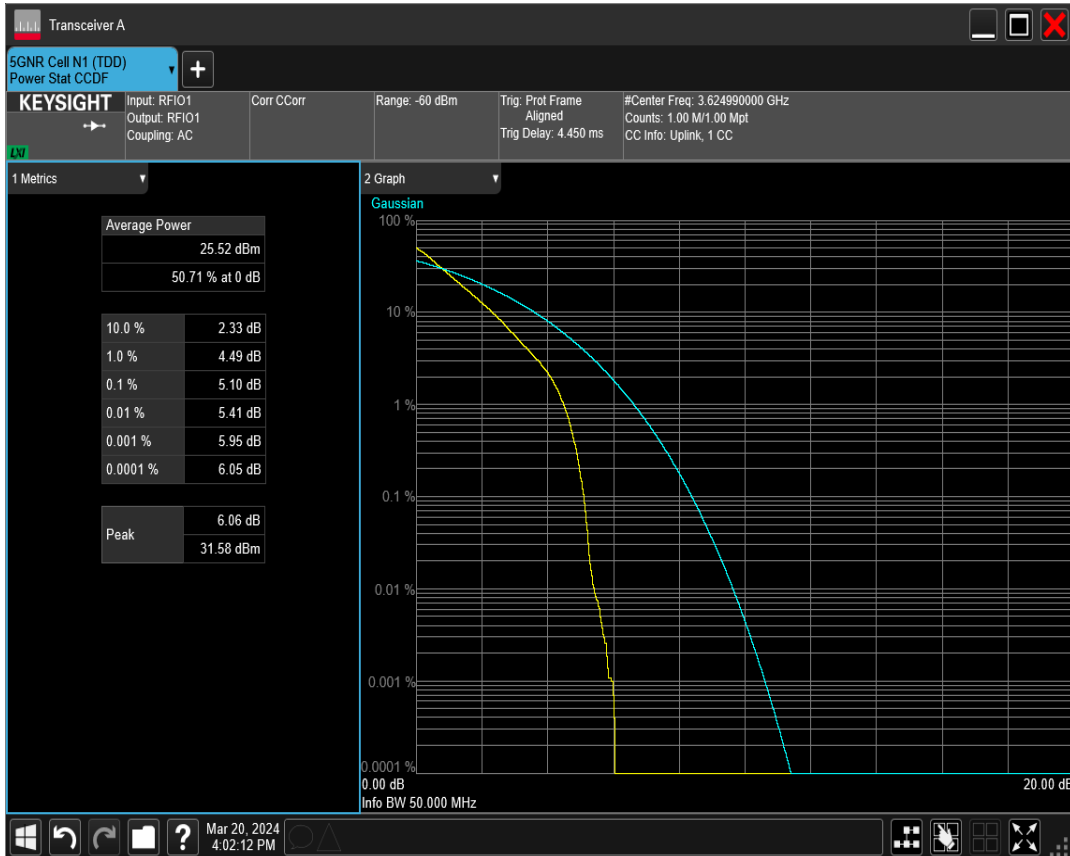 Transceiver A
5GNR Cell N1 (TDD)
Power Stat CCDF
+
KEYSIGHT
LXI
Input: RFIO1
Output: RFIO1
Coupling: AC
Corr CCorr
Range: -60 dBm
Trig: Prot Frame
Aligned
Trig Delay: 4.450 ms
#Center Freq: 3.624990000 GHz
Counts: 1.00 M/1.00 Mpt
CC Info: Uplink, 1 CC
1 Metrics
Average Power
25.52 dBm
50.71 % at 0 dB
10.0 % 2.33 dB
1.0 % 4.49 dB
0.1 % 5.10 dB
0.01 % 5.41 dB
0.001 % 5.95 dB
0.0001 % 6.05 dB
Peak
6.06 dB
31.58 dBm
2 Graph
Gaussian
100 %
10 %
1 %
0.1 %
0.01 %
0.001 %
0.0001 %
0.00 dB 20.00 dB
Info BW 50.000 MHz
?
Mar 20, 2024
4:02:12 PM